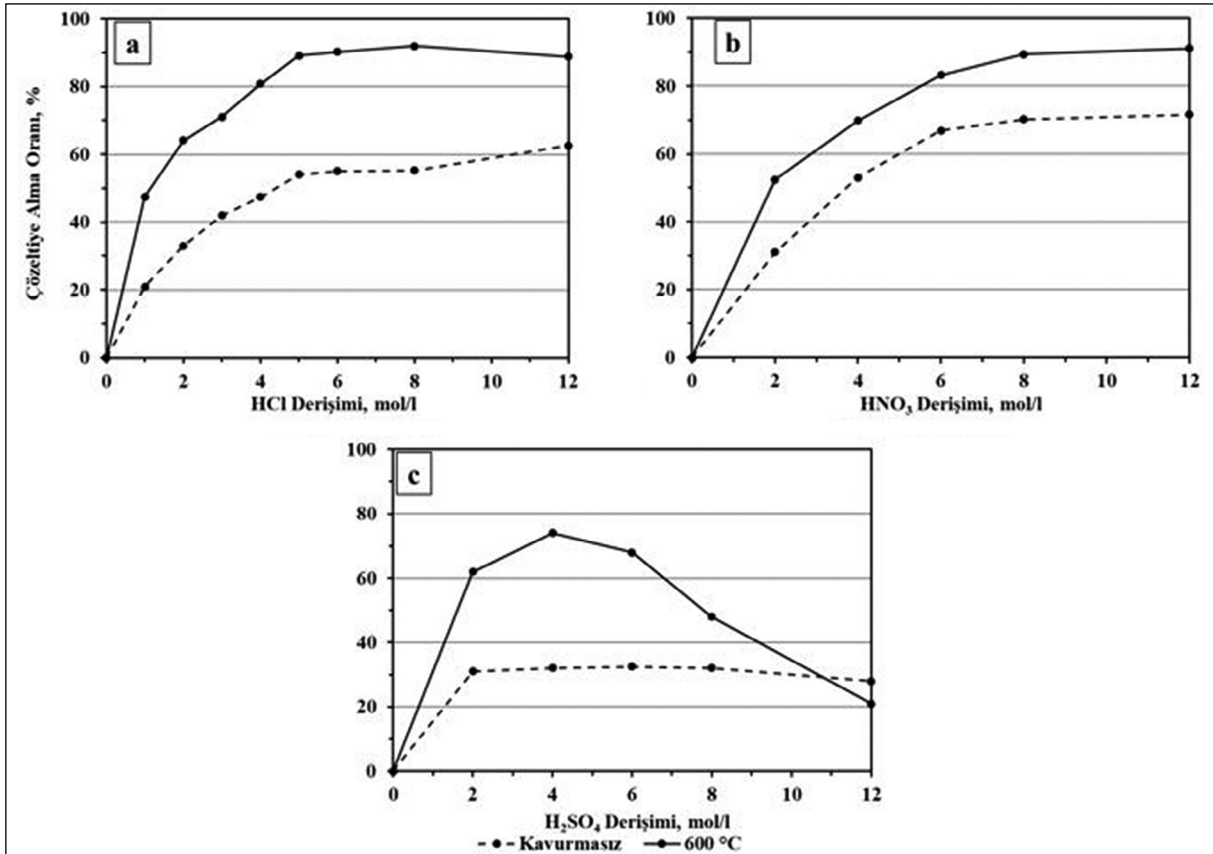 a
100
80
60
40
20
0
Çözeltiye Alma Oranı, %
0 2 4 6 8 10 12
HCl Derişimi, mol/l
b
100
80
60
40
20
0
0 2 4 6 8 10 12
HNO₃ Derişimi, mol/l
c
100
80
60
40
20
0
0 2 4 6 8 10 12
H₂SO₄ Derişimi, mol/l
Kavurmasız 600 °C